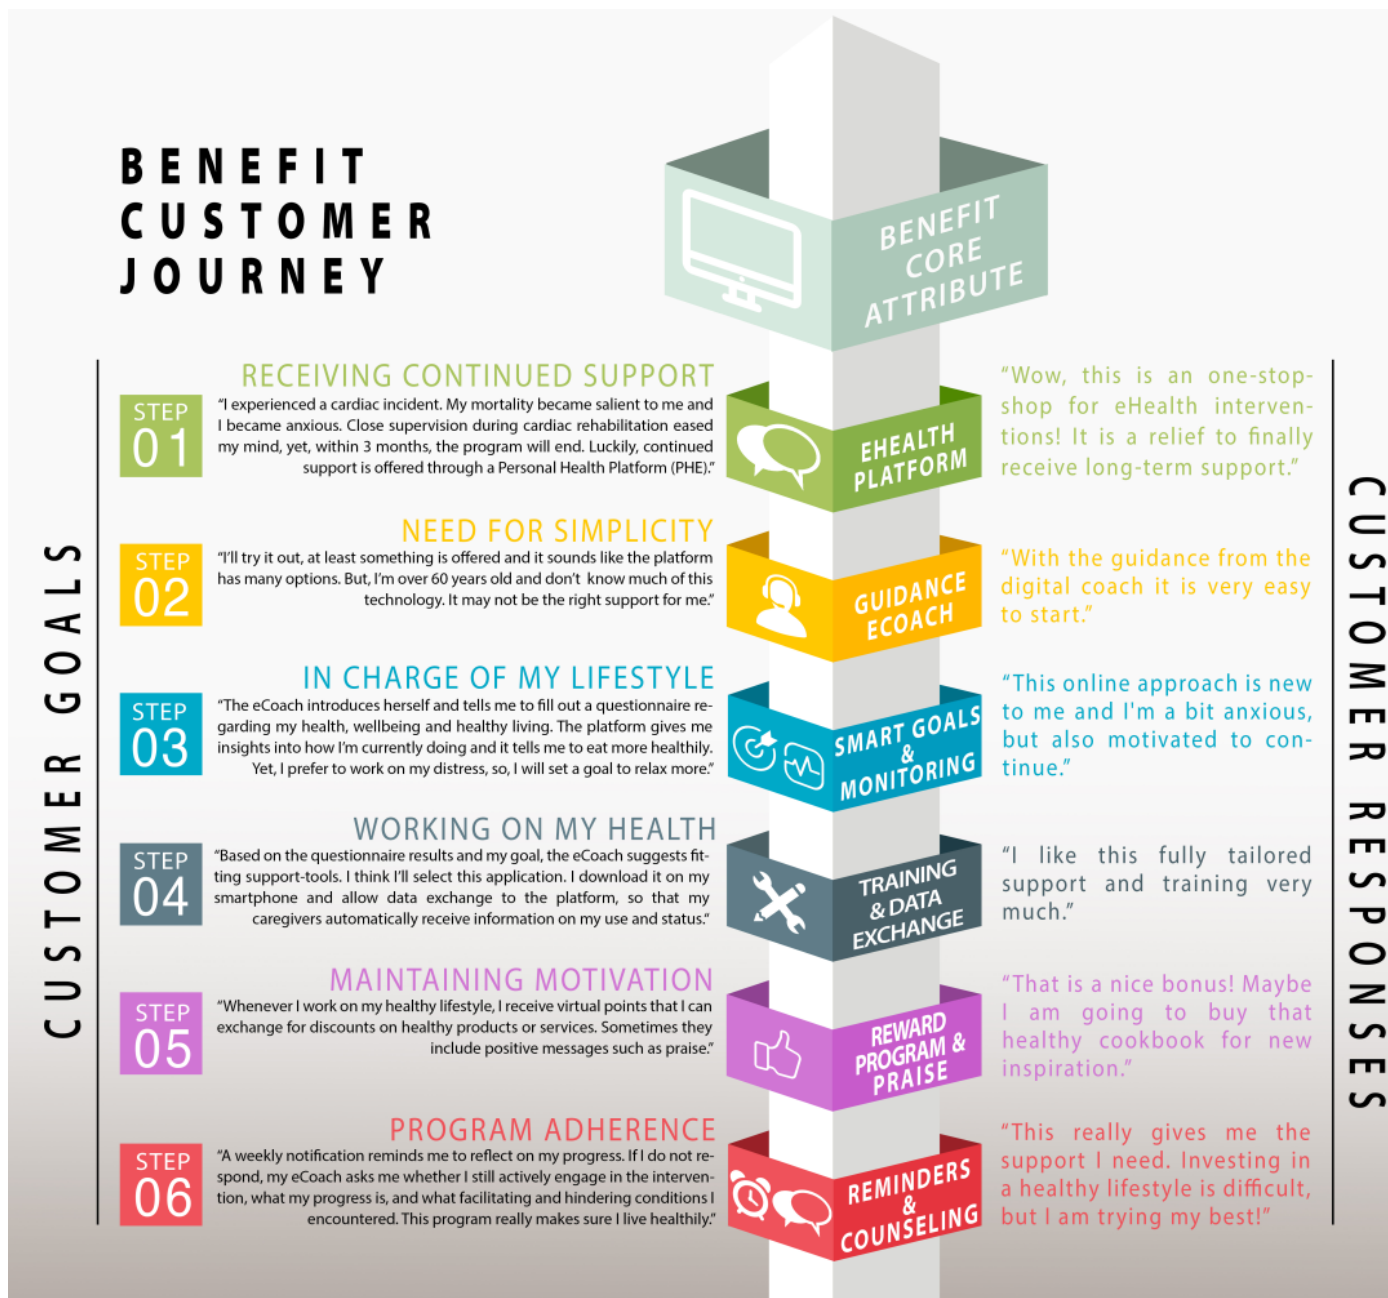 BENEFIT
CUSTOMER
JOURNEY
BENEFIT
CORE
ATTRIBUTE
CUSTOMER GOALS
CUSTOMER RESPONSES
RECEIVING CONTINUED SUPPORT
STEP
01
“I experienced a cardiac incident. My mortality became salient to me and
I became anxious. Close supervision during cardiac rehabilitation eased
my mind, yet, within 3 months, the program will end. Luckily, continued
support is offered through a Personal Health Platform (PHE).”
EHEALTH
PLATFORM
“Wow, this is an one-stop-
shop for eHealth interven-
tions! It is a relief to finally
receive long-term support.”
NEED FOR SIMPLICITY
STEP
02
“I’ll try it out, at least something is offered and it sounds like the platform
has many options. But, I’m over 60 years old and don’t know much of this
technology. It may not be the right support for me.”
GUIDANCE
ECOACH
“With the guidance from the
digital coach it is very easy
to start.”
IN CHARGE OF MY LIFESTYLE
STEP
03
“The eCoach introduces herself and tells me to fill out a questionnaire re-
garding my health, wellbeing and healthy living. The platform gives me
insights into how I’m currently doing and it tells me to eat more healthily.
Yet, I prefer to work on my distress, so, I will set a goal to relax more.”
SMART GOALS
&
MONITORING
“This online approach is new
to me and I'm a bit anxious,
but also motivated to con-
tinue.”
WORKING ON MY HEALTH
STEP
04
“Based on the questionnaire results and my goal, the eCoach suggests fit-
ting support-tools. I think I’ll select this application. I download it on my
smartphone and allow data exchange to the platform, so that my
caregivers automatically receive information on my use and status.“
TRAINING
& DATA
EXCHANGE
“I like this fully tailored
support and training very
much.”
MAINTAINING MOTIVATION
STEP
05
“Whenever I work on my healthy lifestyle, I receive virtual points that I can
exchange for discounts on healthy products or services. Sometimes they
include positive messages such as praise.”
REWARD
PROGRAM &
PRAISE
“That is a nice bonus! Maybe
I am going to buy that
healthy cookbook for new
inspiration.”
PROGRAM ADHERENCE
STEP
06
“A weekly notification reminds me to reflect on my progress. If I do not re-
spond, my eCoach asks me whether I still actively engage in the interven-
tion, what my progress is, and what facilitating and hindering conditions I
encountered. This program really makes sure I live healthily.”
REMINDERS
&
COUNSELING
“This really gives me the
support I need. Investing in
a healthy lifestyle is difficult,
but I am trying my best!”